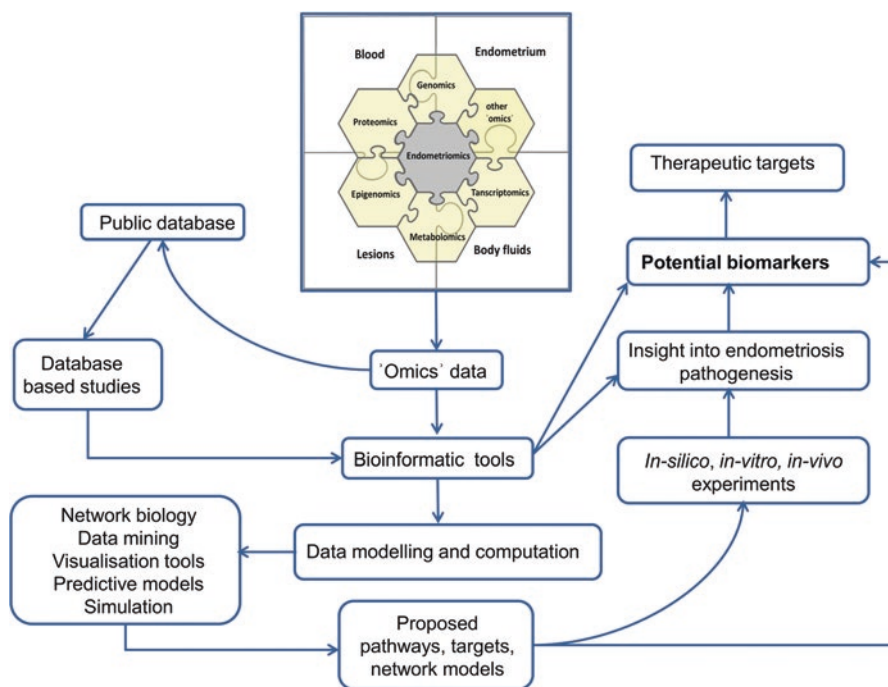 Blood
Endometrium
Genomics
Proteomics
other
'omics'
Endometriomics
Epigenomics
Tanscriptomics
Metabolomics
Lesions
Body fluids
Therapeutic targets
Public database
Potential biomarkers
Database
based studies
'Omics' data
Insight into endometriosis
pathogenesis
Bioinformatic tools
In-silico, in-vitro, in-vivo
experiments
Network biology
Data mining
Visualisation tools
Predictive models
Simulation
Data modelling and computation
Proposed
pathways, targets,
network models